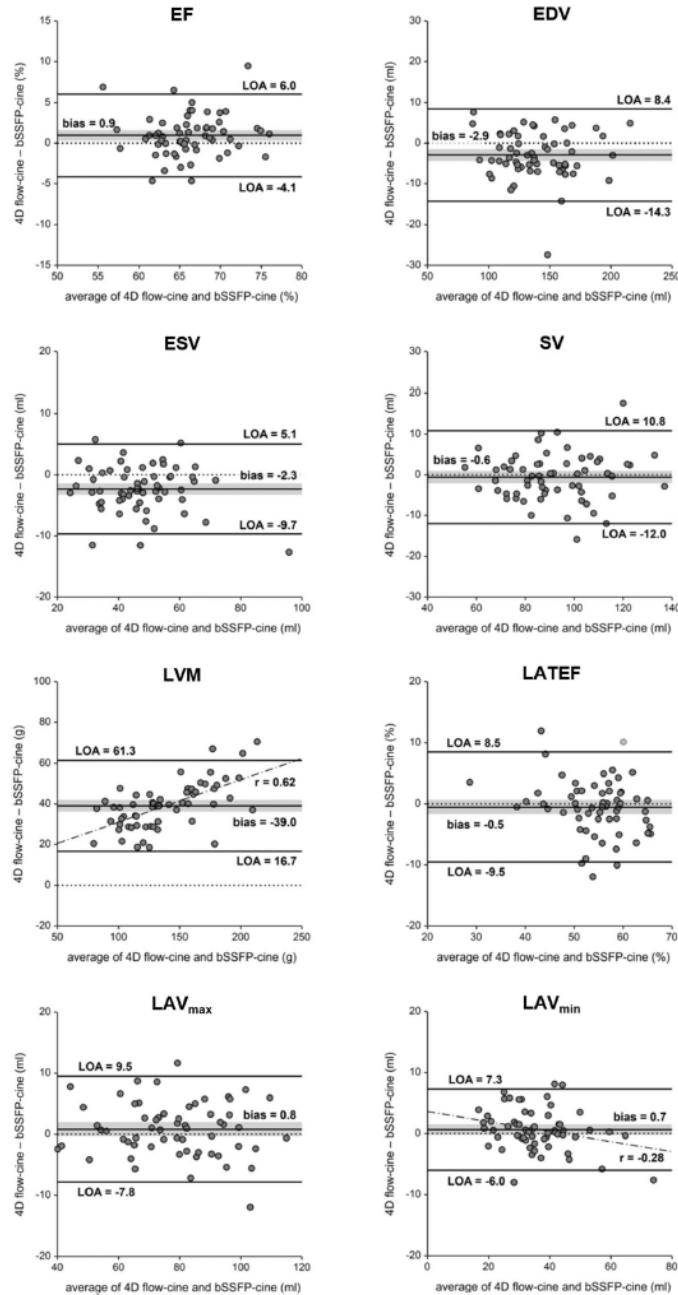 EF
4D flow-cine – bSSFP-cine (%)
15
10
5
0
-5
-10
15
LOA = 6.0
bias = 0.9
LOA = -4.1
50 55 60 65 70 75 80
average of 4D flow-cine and bSSFP-cine (%)
EDV
4D flow-cine – bSSFP-cine (ml)
30
20
10
0
-10
-20
-30
LOA = 8.4
bias = -2.9
LOA = -14.3
50 100 150 200 250
average of 4D flow-cine and bSSFP-cine (ml)
ESV
4D flow-cine – bSSFP-cine (ml)
20
10
0
-10
-20
LOA = 5.1
bias = -2.3
LOA = -9.7
20 40 60 80 100
average of 4D flow-cine and bSSFP-cine (ml)
SV
4D flow-cine – bSSFP-cine (ml)
30
20
10
0
-10
-20
-30
LOA = 10.8
bias = -0.6
LOA = -12.0
40 60 80 100 120 140
average of 4D flow-cine and bSSFP-cine (ml)
LVM
4D flow-cine – bSSFP-cine (g)
100
80
60
40
20
0
-20
LOA = 61.3
r = 0.62
bias = -39.0
LOA = 16.7
50 100 150 200 250
average of 4D flow-cine and bSSFP-cine (g)
LATEF
4D flow-cine – bSSFP-cine (%)
20
10
0
-10
-20
LOA = 8.5
bias = -0.5
LOA = -9.5
20 30 40 50 60 70
average of 4D flow-cine and bSSFP-cine (%)
LAVmax
4D flow-cine – bSSFP-cine (ml)
20
10
0
-10
-20
LOA = 9.5
bias = 0.8
LOA = -7.8
40 60 80 100 120
average of 4D flow-cine and bSSFP-cine (ml)
LAVmin
4D flow-cine – bSSFP-cine (ml)
20
10
0
-10
-20
LOA = 7.3
bias = 0.7
r = -0.28
LOA = -6.0
0 20 40 60 80
average of 4D flow-cine and bSSFP-cine (ml)